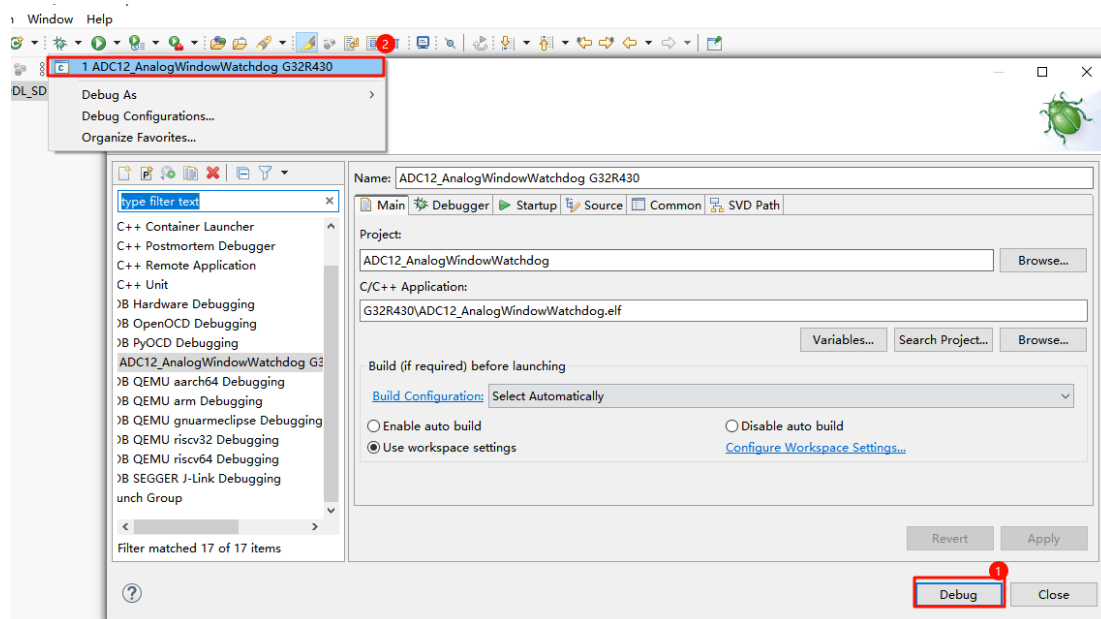 Window Help
2
1 ADC12_AnalogWindowWatchdog G32R430
DL_SD
Debug As
Debug Configurations...
Organize Favorites...
Name: ADC12_AnalogWindowWatchdog G32R430
type filter text
Main Debugger Startup Source Common SVD Path
C++ Container Launcher
C++ Postmortem Debugger
C++ Remote Application
C++ Unit
DB Hardware Debugging
DB OpenOCD Debugging
DB PyOCD Debugging
ADC12_AnalogWindowWatchdog G3
DB QEMU aarch64 Debugging
DB QEMU arm Debugging
DB QEMU gnuarmeclipse Debugging
DB QEMU riscv32 Debugging
DB QEMU riscv64 Debugging
DB SEGGER J-Link Debugging
unch Group
Filter matched 17 of 17 items
Project:
ADC12_AnalogWindowWatchdog
Browse...
C/C++ Application:
G32R430\ADC12_AnalogWindowWatchdog.elf
Variables... Search Project... Browse...
Build (if required) before launching
Build Configuration: Select Automatically
Enable auto build
Disable auto build
Use workspace settings
Configure Workspace Settings...
Revert Apply
1
Debug Close